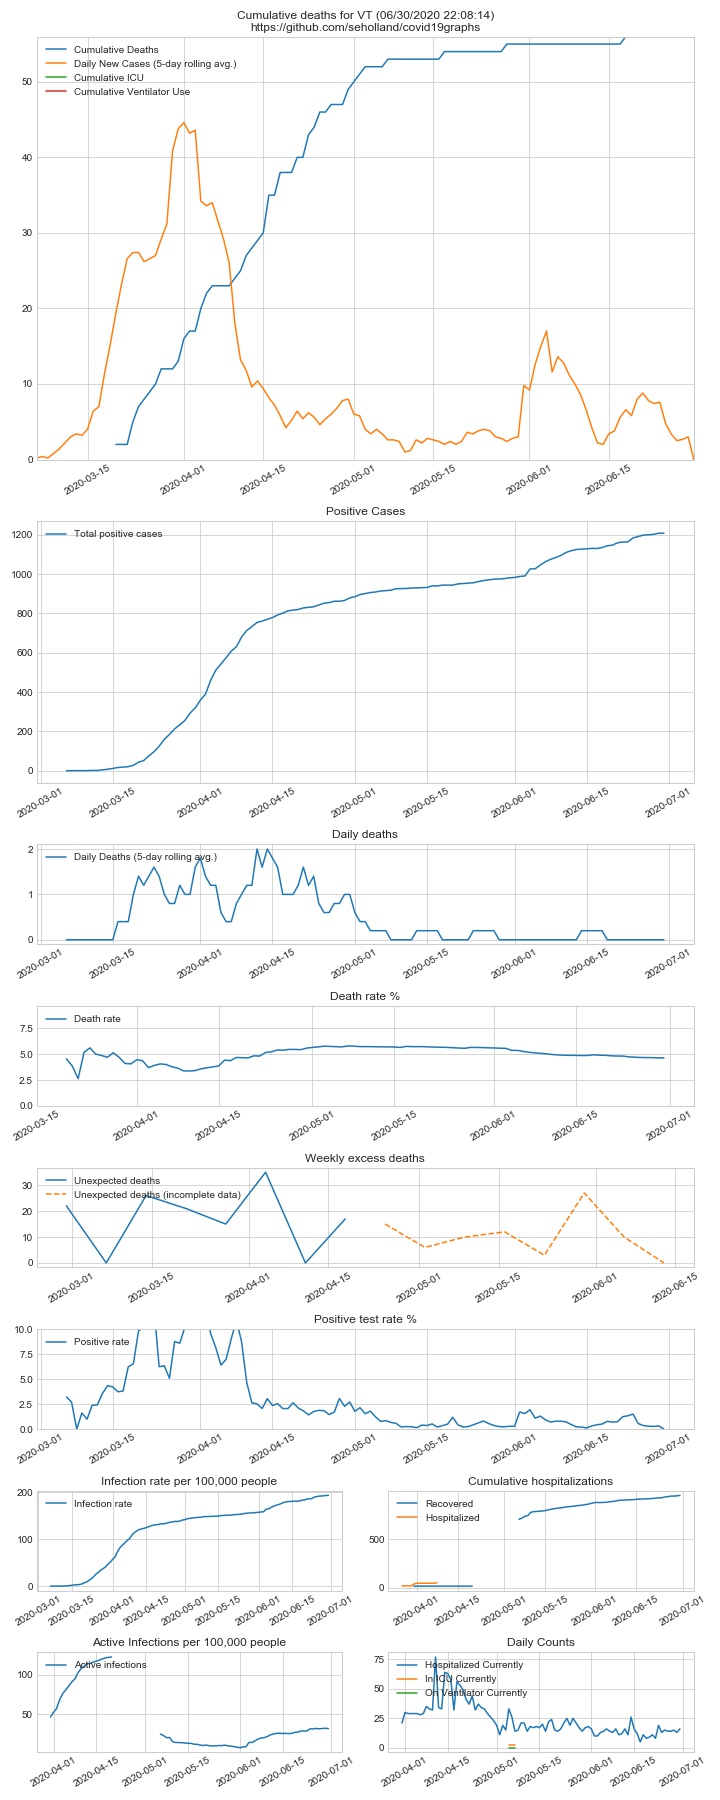 Cumulative deaths for VT (06/30/2020 22:08:14)
https://github.com/seholland/covid19graphs
Cumulative Deaths
Daily New Cases (5-day rolling avg.)
Cumulative ICU
Cumulative Ventilator Use
50
40
30
20
10
0
2020-03-15 2020-04-01 2020-04-15 2020-05-01 2020-05-15 2020-06-01 2020-06-15
Positive Cases
Total positive cases
1200
1000
800
600
400
200
0
2020-03-01 2020-03-15 2020-04-01 2020-04-15 2020-05-01 2020-05-15 2020-06-01 2020-06-15 2020-07-01
Daily deaths
Daily Deaths (5-day rolling avg.)
2
1
0
2020-03-01 2020-03-15 2020-04-01 2020-04-15 2020-05-01 2020-05-15 2020-06-01 2020-06-15 2020-07-01
Death rate %
Death rate
7.5
5.0
2.5
0.0
2020-03-15 2020-04-01 2020-04-15 2020-05-01 2020-05-15 2020-06-01 2020-06-15 2020-07-01
Weekly excess deaths
Unexpected deaths
Unexpected deaths (incomplete data)
30
20
10
0
2020-03-01 2020-03-15 2020-04-01 2020-04-15 2020-05-01 2020-05-15 2020-06-01 2020-06-15
Positive test rate %
Positive rate
10.0
7.5
5.0
2.5
0.0
2020-03-01 2020-03-15 2020-04-01 2020-04-15 2020-05-01 2020-05-15 2020-06-01 2020-06-15 2020-07-01
Infection rate per 100,000 people
Infection rate
200
100
0
2020-03-01 2020-03-15 2020-04-01 2020-04-15 2020-05-01 2020-05-15 2020-06-01 2020-06-15 2020-07-01
Cumulative hospitalizations
Recovered
Hospitalized
500
0
2020-04-01 2020-04-15 2020-05-01 2020-05-15 2020-06-01 2020-06-15 2020-07-01
Active Infections per 100,000 people
Active infections
100
50
2020-04-01 2020-04-15 2020-05-01 2020-05-15 2020-06-01 2020-06-15 2020-07-01
Daily Counts
Hospitalized Currently
In ICU Currently
On Ventilator Currently
75
50
25
0
2020-04-01 2020-04-15 2020-05-01 2020-05-15 2020-06-01 2020-06-15 2020-07-01